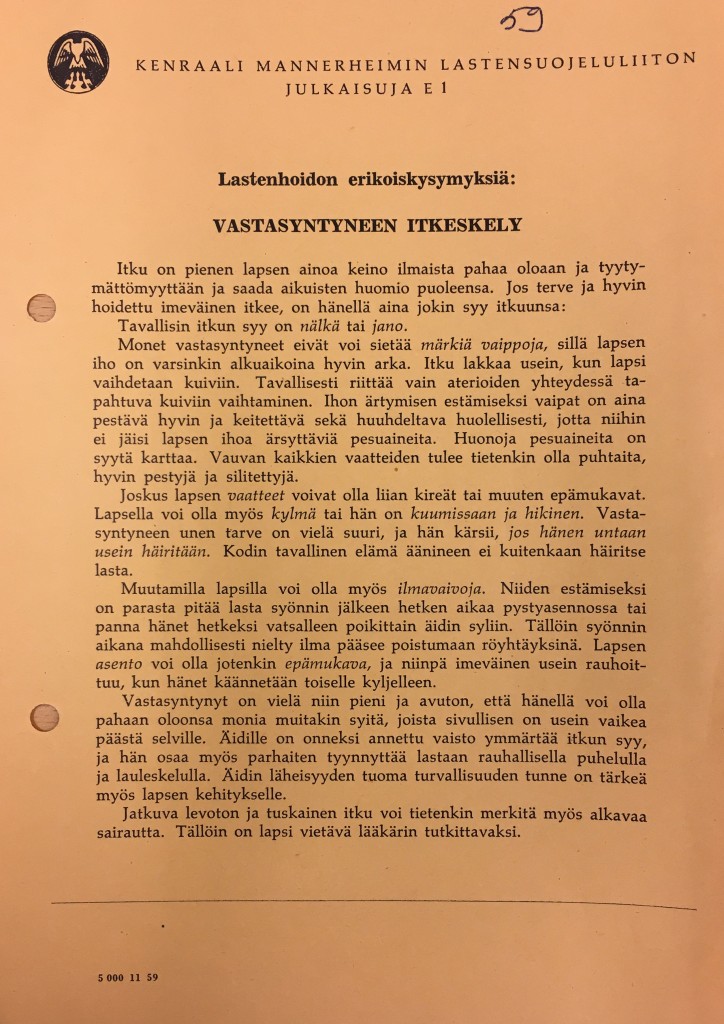 59
KENRAALI MANNERHEIMIN LASTENSUOJELULIITON
JULKAISUJA E 1
Lastenhoidon erikoiskysymyksiä:
VASTASYNTYNEEN ITKESKELY
Itku on pienen lapsen ainoa keino ilmaista pahaa oloaan ja tyyty-
mättömyyttään ja saada aikuisten huomio puoleensa. Jos terve ja hyvin
hoidettu imeväinen itkee, on hänellä aina jokin syy itkuunsa:
Tavallisin itkun syy on nälkä tai jano.
Monet vastasyntyneet eivät voi sietää märkiä vaippoja, sillä lapsen
iho on varsinkin alkuaikoina hyvin arka. Itku lakkaa usein, kun lapsi
vaihdetaan kuiviin. Tavallisesti riittää vain aterioiden yhteydessä ta-
pahtuva kuiviin vaihtaminen. Ihon ärtymisen estämiseksi vaipat on aina
pestävä hyvin ja keitettävä sekä huuhdeltava huolellisesti, jotta niihin
ei jäisi lapsen ihoa ärsyttäviä pesuaineita. Huonoja pesuaineita on
syytä karttaa. Vauvan kaikkien vaatteiden tulee tietenkin olla puhtaita,
hyvin pestyjä ja silitettyjä.
Joskus lapsen vaatteet voivat olla liian kireät tai muuten epämukavat.
Lapsella voi olla myös kylmä tai hän on kuumissaan ja hikinen. Vasta-
syntyneen unen tarve on vielä suuri, ja hän kärsii, jos hänen untaan
usein häiritään. Kodin tavallinen elämä äänineen ei kuitenkaan häiritse
lasta.
Muutamilla lapsilla voi olla myös ilmavaivoja. Niiden estämiseksi
on parasta pitää lasta syönnin jälkeen hetken aikaa pystyasennossa tai
panna hänet hetkeksi vatsalleen poikittain äidin syliin. Tällöin syönnin
aikana mahdollisesti nielty ilma pääsee poistumaan röyhtäyksinä. Lapsen
asento voi olla jotenkin epämukava, ja niinpä imeväinen usein rauhoit-
tuu, kun hänet käännetään toiselle kyljelleen.
Vastasyntynyt on vielä niin pieni ja avuton, että hänellä voi olla
pahaan oloonsa monia muitakin syitä, joista sivullisen on usein vaikea
päästä selville. Äidille on onneksi annettu vaisto ymmärtää itkun syy,
ja hän osaa myös parhaiten tyynnyttää lastaan rauhallisella puhelulla
ja lauleskelulla. Äidin läheisyyden tuoma turvallisuuden tunne on tärkeä
myös lapsen kehitykselle.
Jatkuva levoton ja tuskainen itku voi tietenkin merkitä myös alkavaa
sairautta. Tällöin on lapsi vietävä lääkärin tutkittavaksi.
5 000 11 59